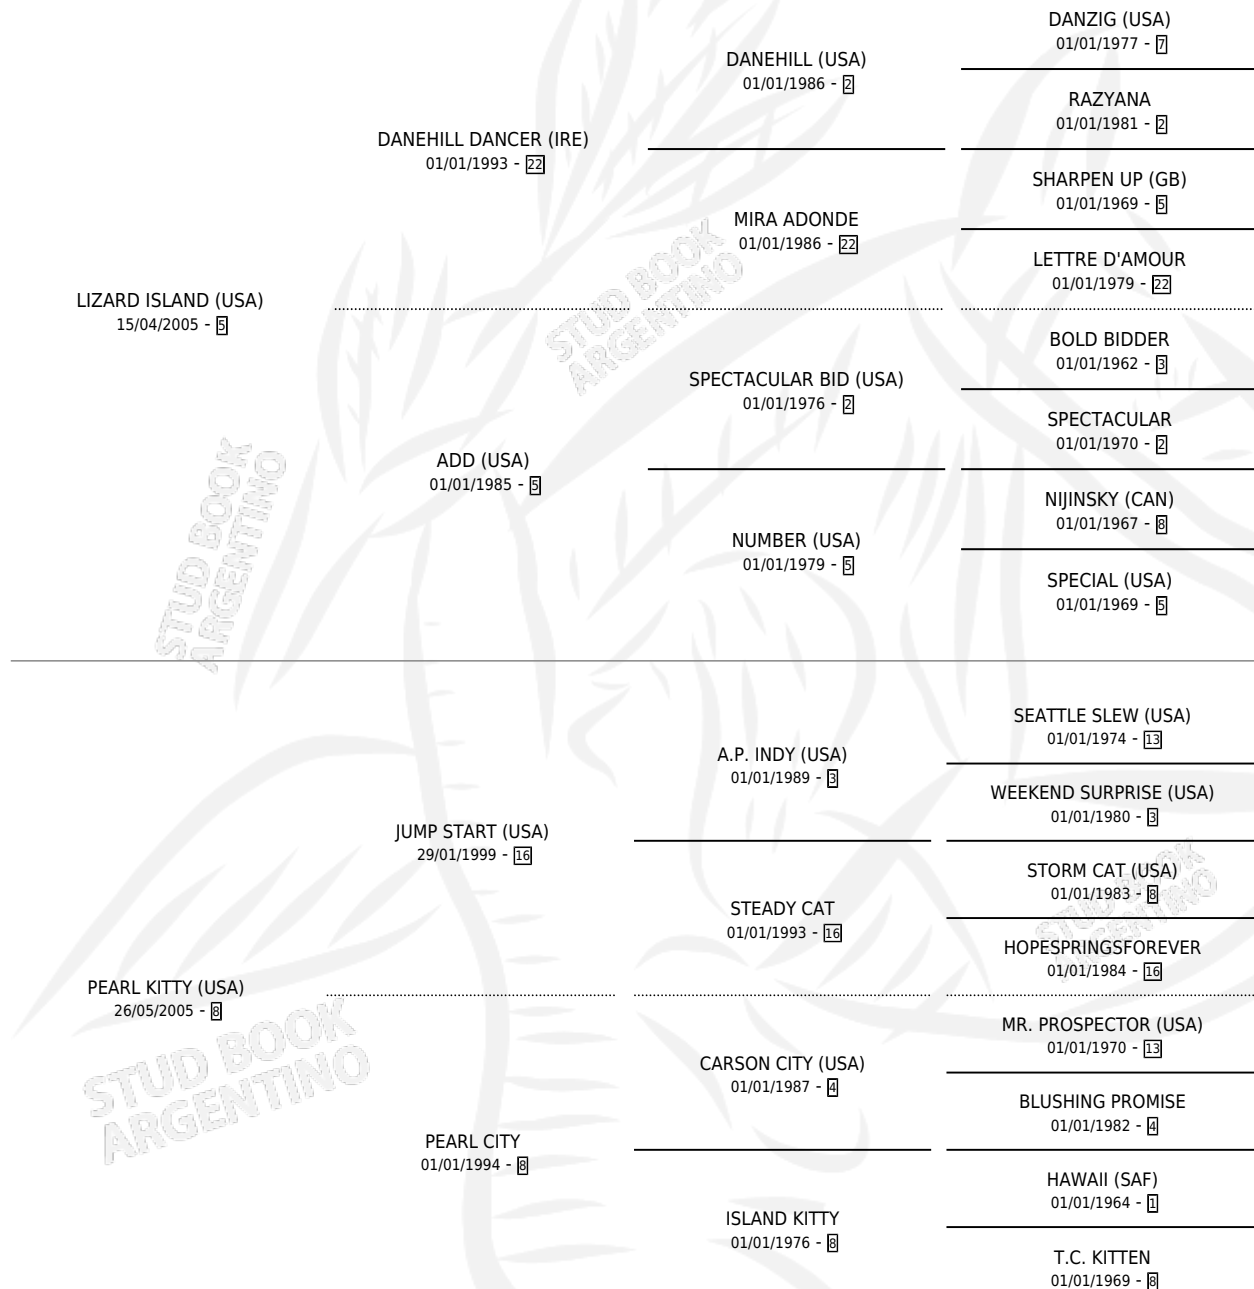 DANZIG (USA)
01/01/1977 - 7
DANEHILL (USA)
01/01/1986 - 2
RAZYANA
01/01/1981 - 2
DANEHILL DANCER (IRE)
01/01/1993 - 22
SHARPEN UP (GB)
01/01/1969 - 5
MIRA ADONDE
01/01/1986 - 22
LETTRE D'AMOUR
01/01/1979 - 22
LIZARD ISLAND (USA)
15/04/2005 - 5
STUD BOOK
ARGENTINO
BOLD BIDDER
01/01/1962 - 3
SPECTACULAR BID (USA)
01/01/1976 - 2
SPECTACULAR
01/01/1970 - 2
ADD (USA)
01/01/1985 - 5
NIJINSKY (CAN)
01/01/1967 - 8
NUMBER (USA)
01/01/1979 - 5
SPECIAL (USA)
01/01/1969 - 5
STUD BOOK
ARGENTINO
SEATTLE SLEW (USA)
01/01/1974 - 13
A.P. INDY (USA)
01/01/1989 - 3
WEEKEND SURPRISE (USA)
01/01/1980 - 3
JUMP START (USA)
29/01/1999 - 16
STORM CAT (USA)
01/01/1983 - 8
STEADY CAT
01/01/1993 - 16
STUD BOOK
ARGENTINO
HOPESPRINGSFOREVER
01/01/1984 - 16
PEARL KITTY (USA)
26/05/2005 - 8
STUD BOOK
ARGENTINO
MR. PROSPECTOR (USA)
01/01/1970 - 13
CARSON CITY (USA)
01/01/1987 - 4
BLUSHING PROMISE
01/01/1982 - 4
PEARL CITY
01/01/1994 - 8
HAWAII (SAF)
01/01/1964 - 1
ISLAND KITTY
01/01/1976 - 8
T.C. KITTEN
01/01/1969 - 8